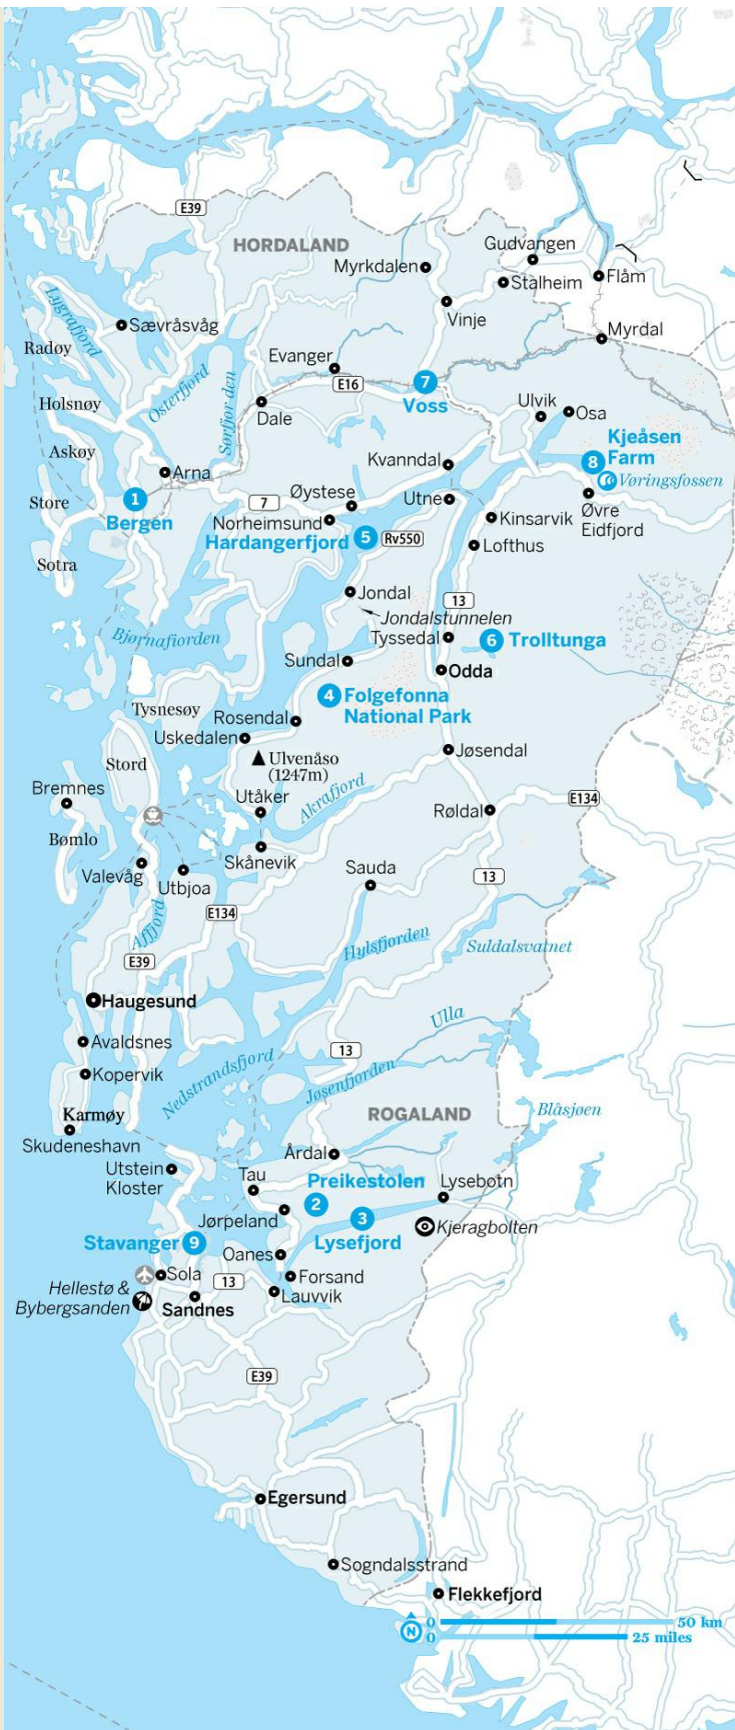 E39
HORDALAND
Gudvangen
Myrkdalen
Stalheim
Flåm
Lygrafjord
Sævråsvåg
Vinje
Myrdal
Radøy
Evanger
E16
7
Voss
Osterfjord
Holsnøy
Sørfjorden
Dale
Ulvik
Osa
Kjeåsen
Farm
8
Askøy
Arna
Kvanndal
Vøringsfossen
Store
Sotra
1
Bergen
7
Øystese
Utne
Øvre
Eidfjord
Norheimsund
Kinsarvik
Hardangerfjord
5
Rv550
Lofthus
Jondal
13
Jondalstunnelen
Bjørnafjorden
Tyssedal
6
Trolltunga
Sundal
Odda
4
Folgefonna
National Park
Tysnesøy
Rosendal
Uskedalen
Ulvenåso
(1247m)
Jøsendal
Stord
Bremnes
Utåker
Akrafjord
E134
Røldal
Bømlo
Skånevik
Valevåg
Utbjoa
Sauda
13
E134
Affjord
Hylsfjorden
Suldalsvatnet
E39
Haugesund
Ulla
Avaldsnes
13
Nedstrandsfjord
Kopervik
Jøsenfjorden
Karmøy
ROGALAND
Blåsjøen
Skudeneshavn
Årdal
Utstein
Kloster
Tau
Preikestolen
2
Lysebotn
Jørpeland
3
Lysefjord
Kjeragbolten
Stavanger
9
Oanes
Sola
13
Forsand
Hellestø &
Bybergsanden
Sandnes
Lauvvik
E39
Egersund
Sogndalsstrand
Flekkefjord
N
0
50 km
0
25 miles